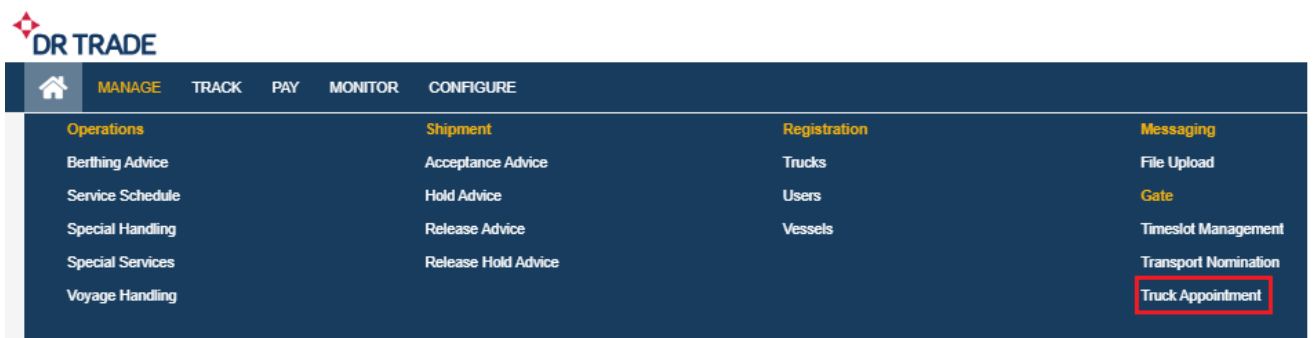 DR TRADE
MANAGE TRACK PAY MONITOR CONFIGURE
Operations
Berthing Advice
Service Schedule
Special Handling
Special Services
Voyage Handling
Shipment
Acceptance Advice
Hold Advice
Release Advice
Release Hold Advice
Registration
Trucks
Users
Vessels
Messaging
File Upload
Gate
Timeslot Management
Transport Nomination
Truck Appointment